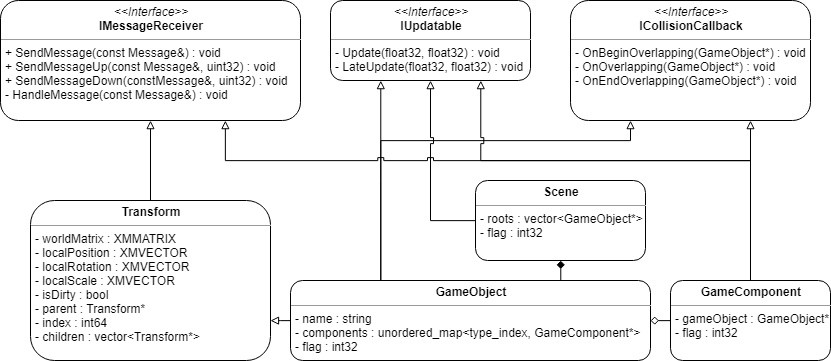 <<Interface>>
IMessageReceiver
+ SendMessage(const Message&) : void
+ SendMessageUp(const Message&, uint32) : void
+ SendMessageDown(constMessage&, uint32) : void
- HandleMessage(const Message&) : void
<<Interface>>
IUpdatable
- Update(float32, float32) : void
- LateUpdate(float32, float32) : void
<<Interface>>
ICollisionCallback
- OnBeginOverlapping(GameObject*) : void
- OnOverlapping(GameObject*) : void
- OnEndOverlapping(GameObject*) : void
Transform
- worldMatrix : XMMATRIX
- localPosition : XMVECTOR
- localRotation : XMVECTOR
- localScale : XMVECTOR
- isDirty : bool
- parent : Transform*
- index : int64
- children : vector<Transform*>
Scene
- roots : vector<GameObject*>
- flag : int32
GameObject
- name : string
- components : unordered_map<type_index, GameComponent*>
- flag : int32
GameComponent
- gameObject : GameObject*
- flag : int32